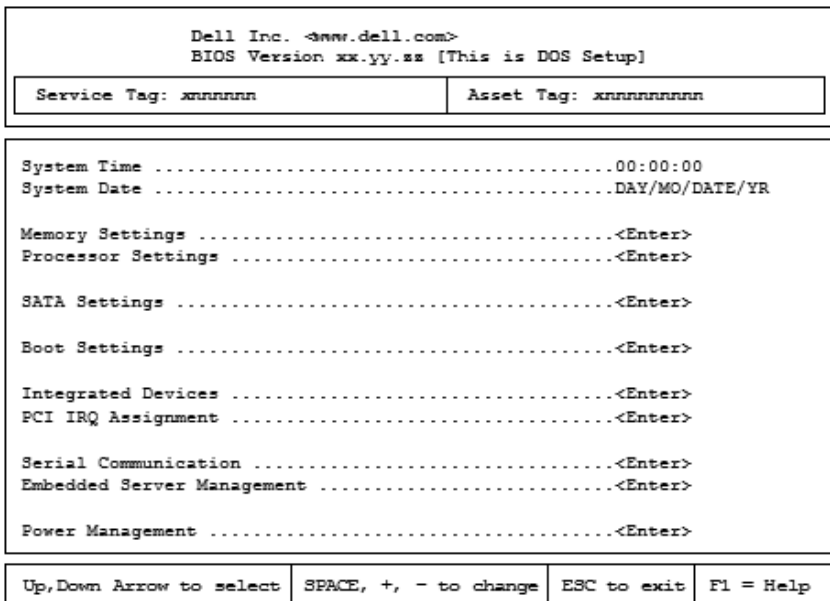 Dell Inc. <www.dell.com>
BIOS Version xx.yy.zz [This is DOS Setup]
Service Tag: xnnnnnn Asset Tag: xnnnnnnnnn
System Time ..........................................00:00:00
System Date ..........................................DAY/MO/DATE/YR
Memory Settings ......................................<Enter>
Processor Settings ...................................<Enter>
SATA Settings ........................................<Enter>
Boot Settings ........................................<Enter>
Integrated Devices ...................................<Enter>
PCI IRQ Assignment ...................................<Enter>
Serial Communication .................................<Enter>
Embedded Server Management ...........................<Enter>
Power Management .....................................<Enter>
Up,Down Arrow to select SPACE, +, - to change ESC to exit F1 = Help